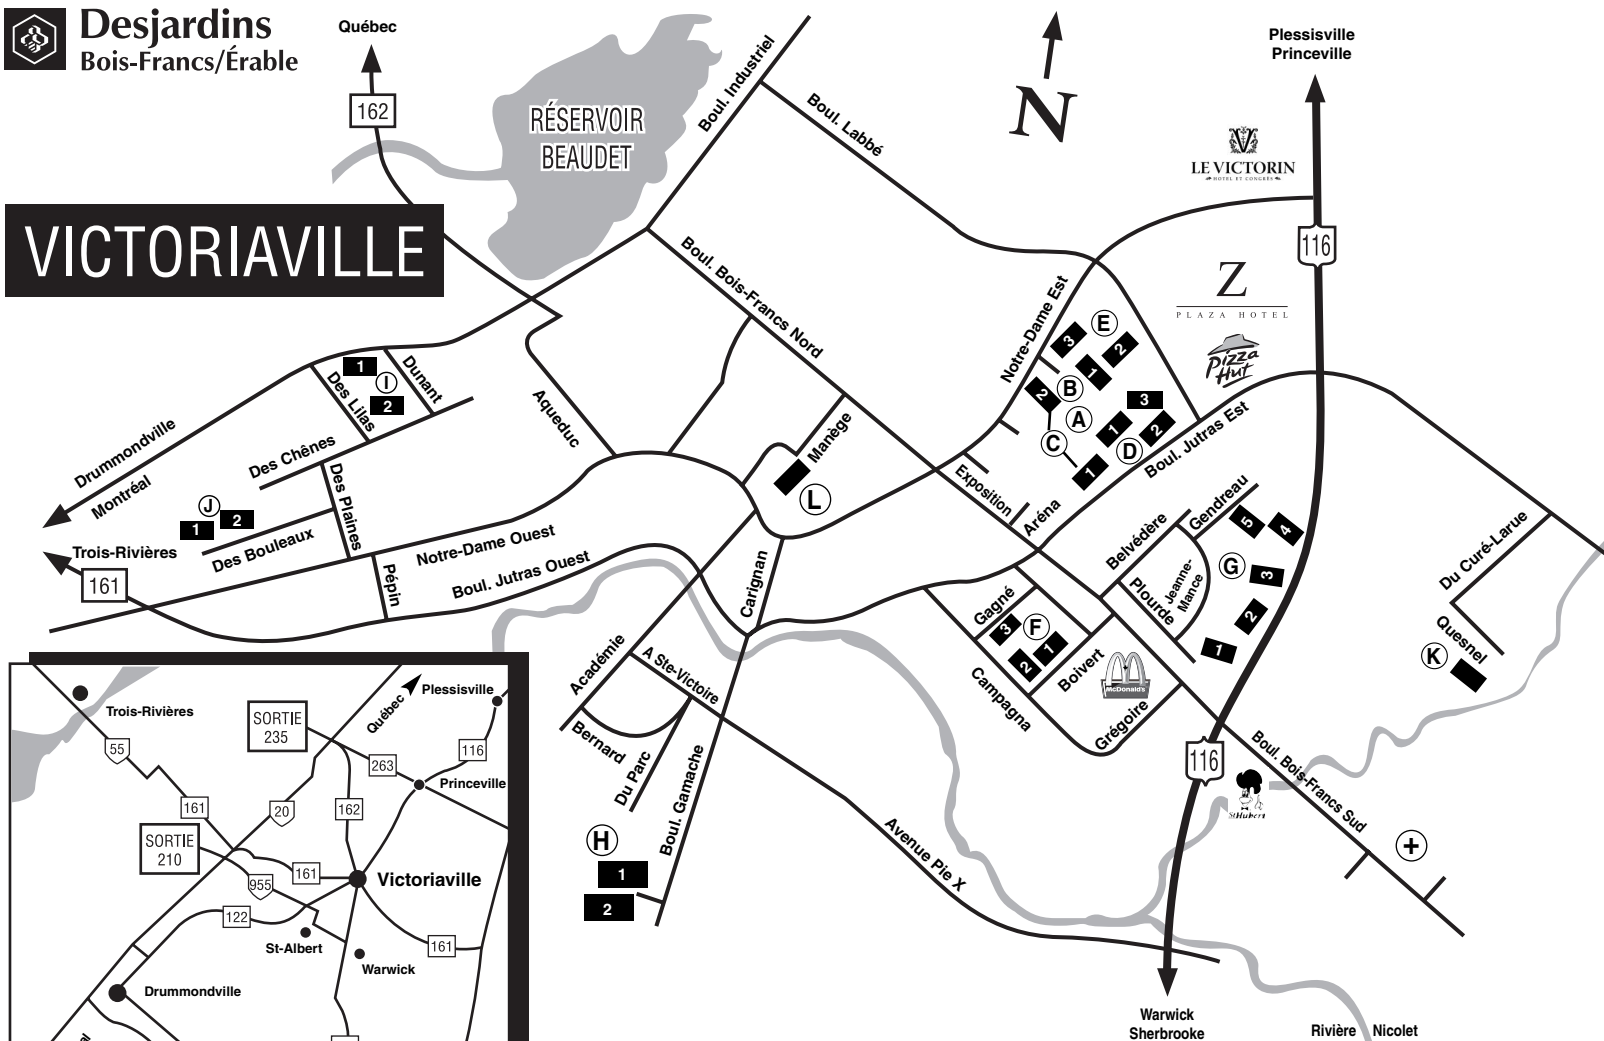 Desjardins
Bois-Francs/Érable
Québec
162
RÉSERVOIR
BEAUDET
Boul. Industriel
Boul. Labbé
N
Plessisville
Princeville
LE VICTORIN
HOTEL ET CONGRÈS
116
VICTORIAVILLE
Boul. Bois-Francs Nord
Notre-Dame Est
Z
PLAZA HOTEL
Pizza
Hut
E
3
2
1
B
2
A
C
1
3
1
2
D
Boul. Jutras Est
1
I
2
Des Lilas
Dunant
Aqueduc
Manège
L
Drummondville
Montréal
Des Chênes
Des Plaines
J
1
2
Des Bouleaux
Exposition
Aréna
Trois-Rivières
161
Notre-Dame Ouest
Boul. Jutras Ouest
Pépin
Carignan
Belvédère
Gendreau
5
4
G
3
2
1
Jeanne-
Mance
Plourde
Du Curé-Larue
Quesnel
K
Gagné
3
F
2
1
Campagna
Boivert
McDonald's
Grégoire
Académie
A Ste-Victoire
Bernard
Du Parc
Boul. Gamache
H
1
2
Avenue Pie X
116
StHubert
Boul. Bois-Francs Sud
+
Warwick
Sherbrooke
Rivière Nicolet
Trois-Rivières
55
SORTIE
235
Québec
Plessisville
116
263
Princeville
161
20
162
SORTIE
210
161
955
Victoriaville
122
St-Albert
161
Warwick
Drummondville